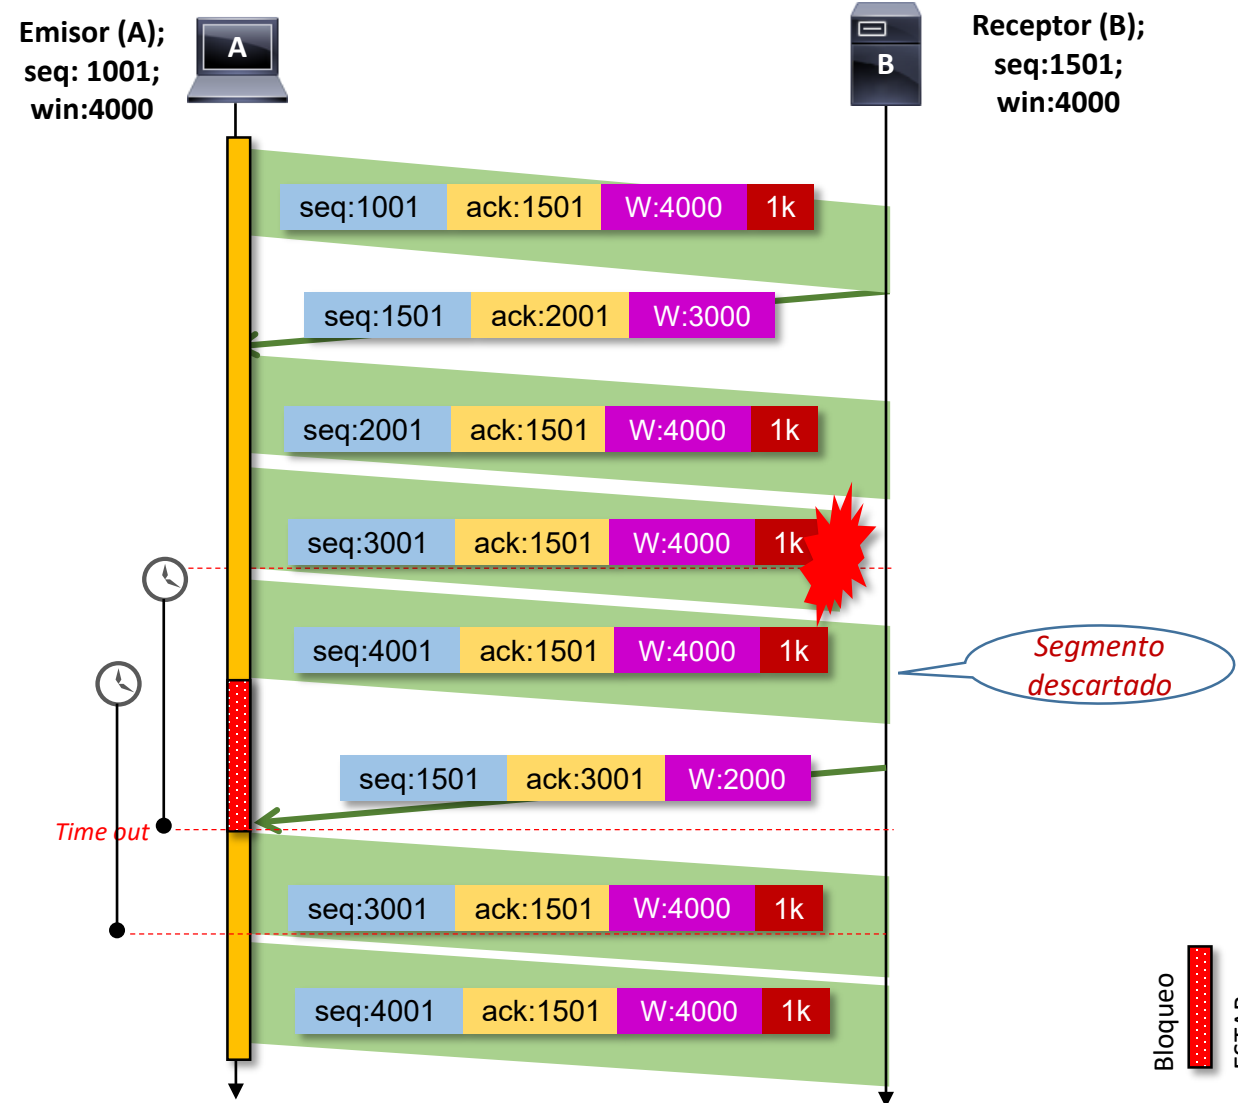 Emisor (A);
seq: 1001;
win:4000
A
Receptor (B);
seq:1501;
win:4000
B
seq:1001 ack:1501 W:4000 1k
seq:1501 ack:2001 W:3000
seq:2001 ack:1501 W:4000 1k
seq:3001 ack:1501 W:4000 1k
seq:4001 ack:1501 W:4000 1k
Segmento
descartado
seq:1501 ack:3001 W:2000
Time out
seq:3001 ack:1501 W:4000 1k
seq:4001 ack:1501 W:4000 1k
Bloqueo